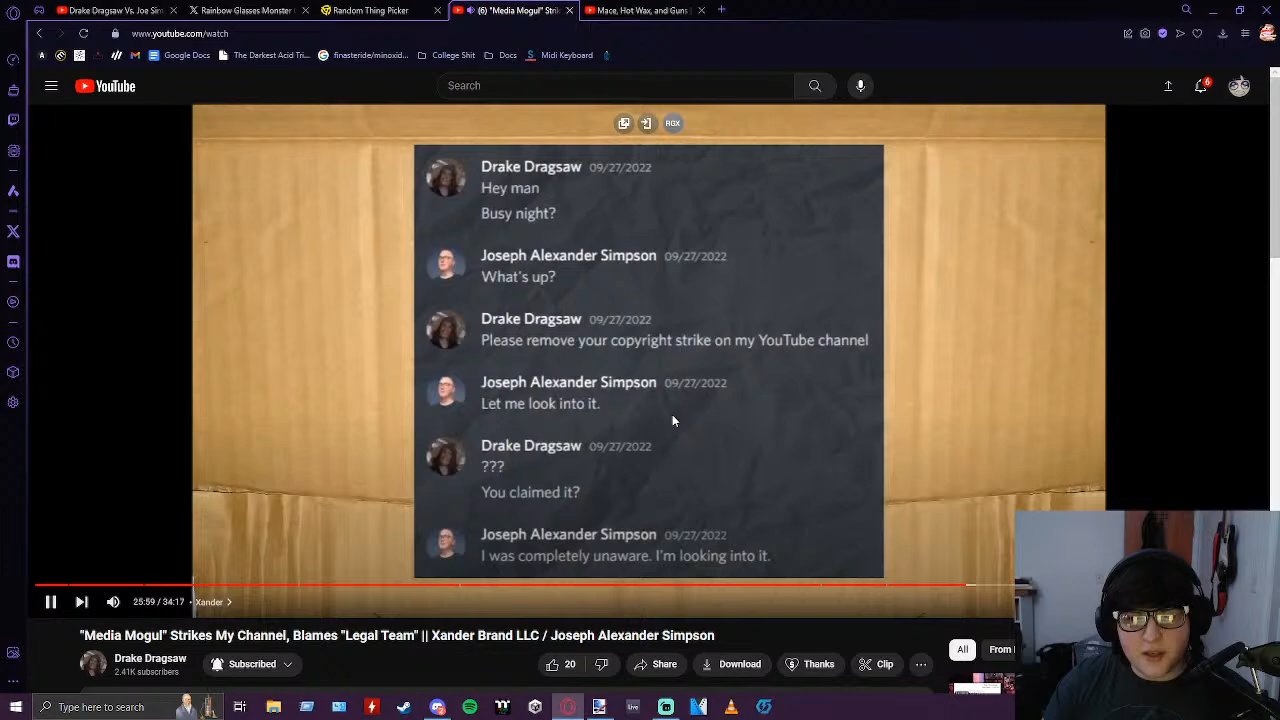 Drake Dragsaw Vs. Joe Sim
Rainbow Glasses Monster
Random Thing Picker
(6) "Media Mogul" Strik
Mace, Hot Wax, and Guns
www.youtube.com/watch
Google Docs
The Darkest Acid Tri...
finasteride/minoxid...
College Shit
Docs
Midi Keyboard
YouTube
Search
6
RGX
Drake Dragsaw 09/27/2022
Hey man
Busy night?
Joseph Alexander Simpson 09/27/2022
What's up?
Drake Dragsaw 09/27/2022
Please remove your copyright strike on my YouTube channel
Joseph Alexander Simpson 09/27/2022
Let me look into it.
Drake Dragsaw 09/27/2022
???
You claimed it?
Joseph Alexander Simpson 09/27/2022
I was completely unaware. I'm looking into it.
25:59 / 34:17 • Xander
"Media Mogul" Strikes My Channel, Blames "Legal Team" || Xander Brand LLC / Joseph Alexander Simpson
Drake Dragsaw
2.41K subscribers
Subscribed
20
Share
Download
Thanks
Clip
All
From
Type here to search
Live